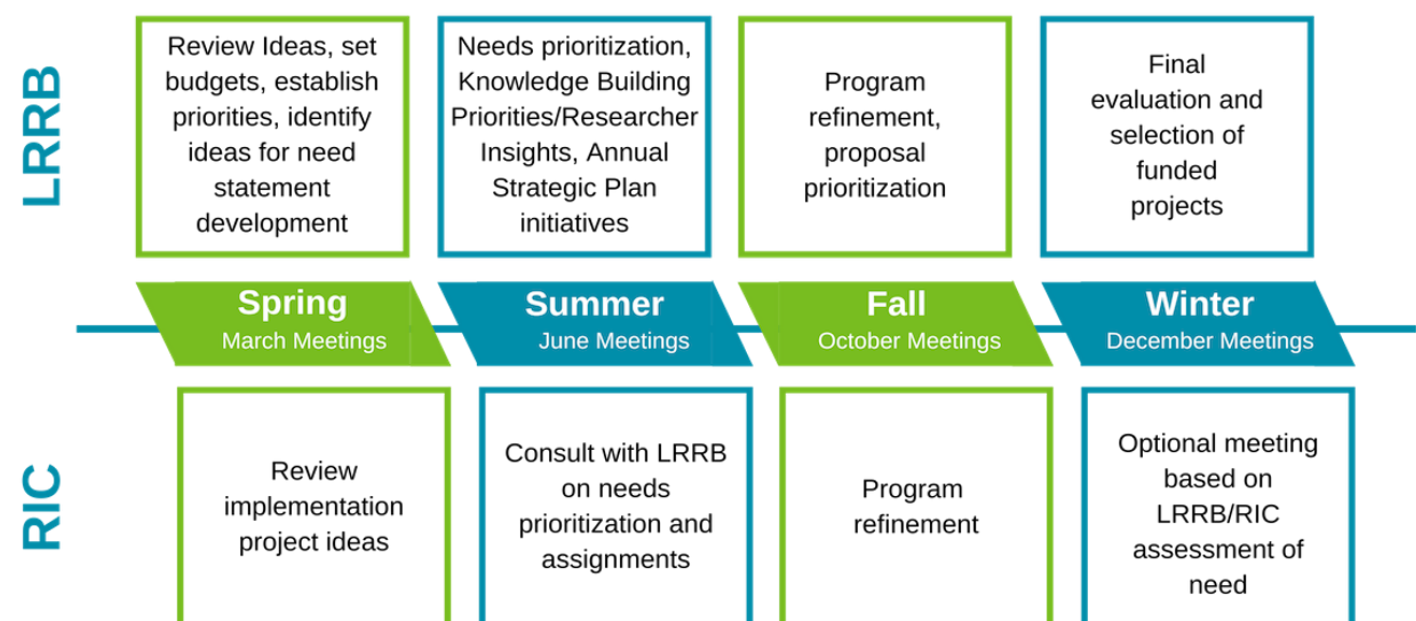 LRRB
Review Ideas, set
budgets, establish
priorities, identify
ideas for need
statement
development
Needs prioritization,
Knowledge Building
Priorities/Researcher
Insights, Annual
Strategic Plan
initiatives
Program
refinement,
proposal
prioritization
Final
evaluation and
selection of
funded
projects
Spring
March Meetings
Summer
June Meetings
Fall
October Meetings
Winter
December Meetings
RIC
Review
implementation
project ideas
Consult with LRRB
on needs
prioritization and
assignments
Program
refinement
Optional meeting
based on
LRRB/RIC
assessment of
need